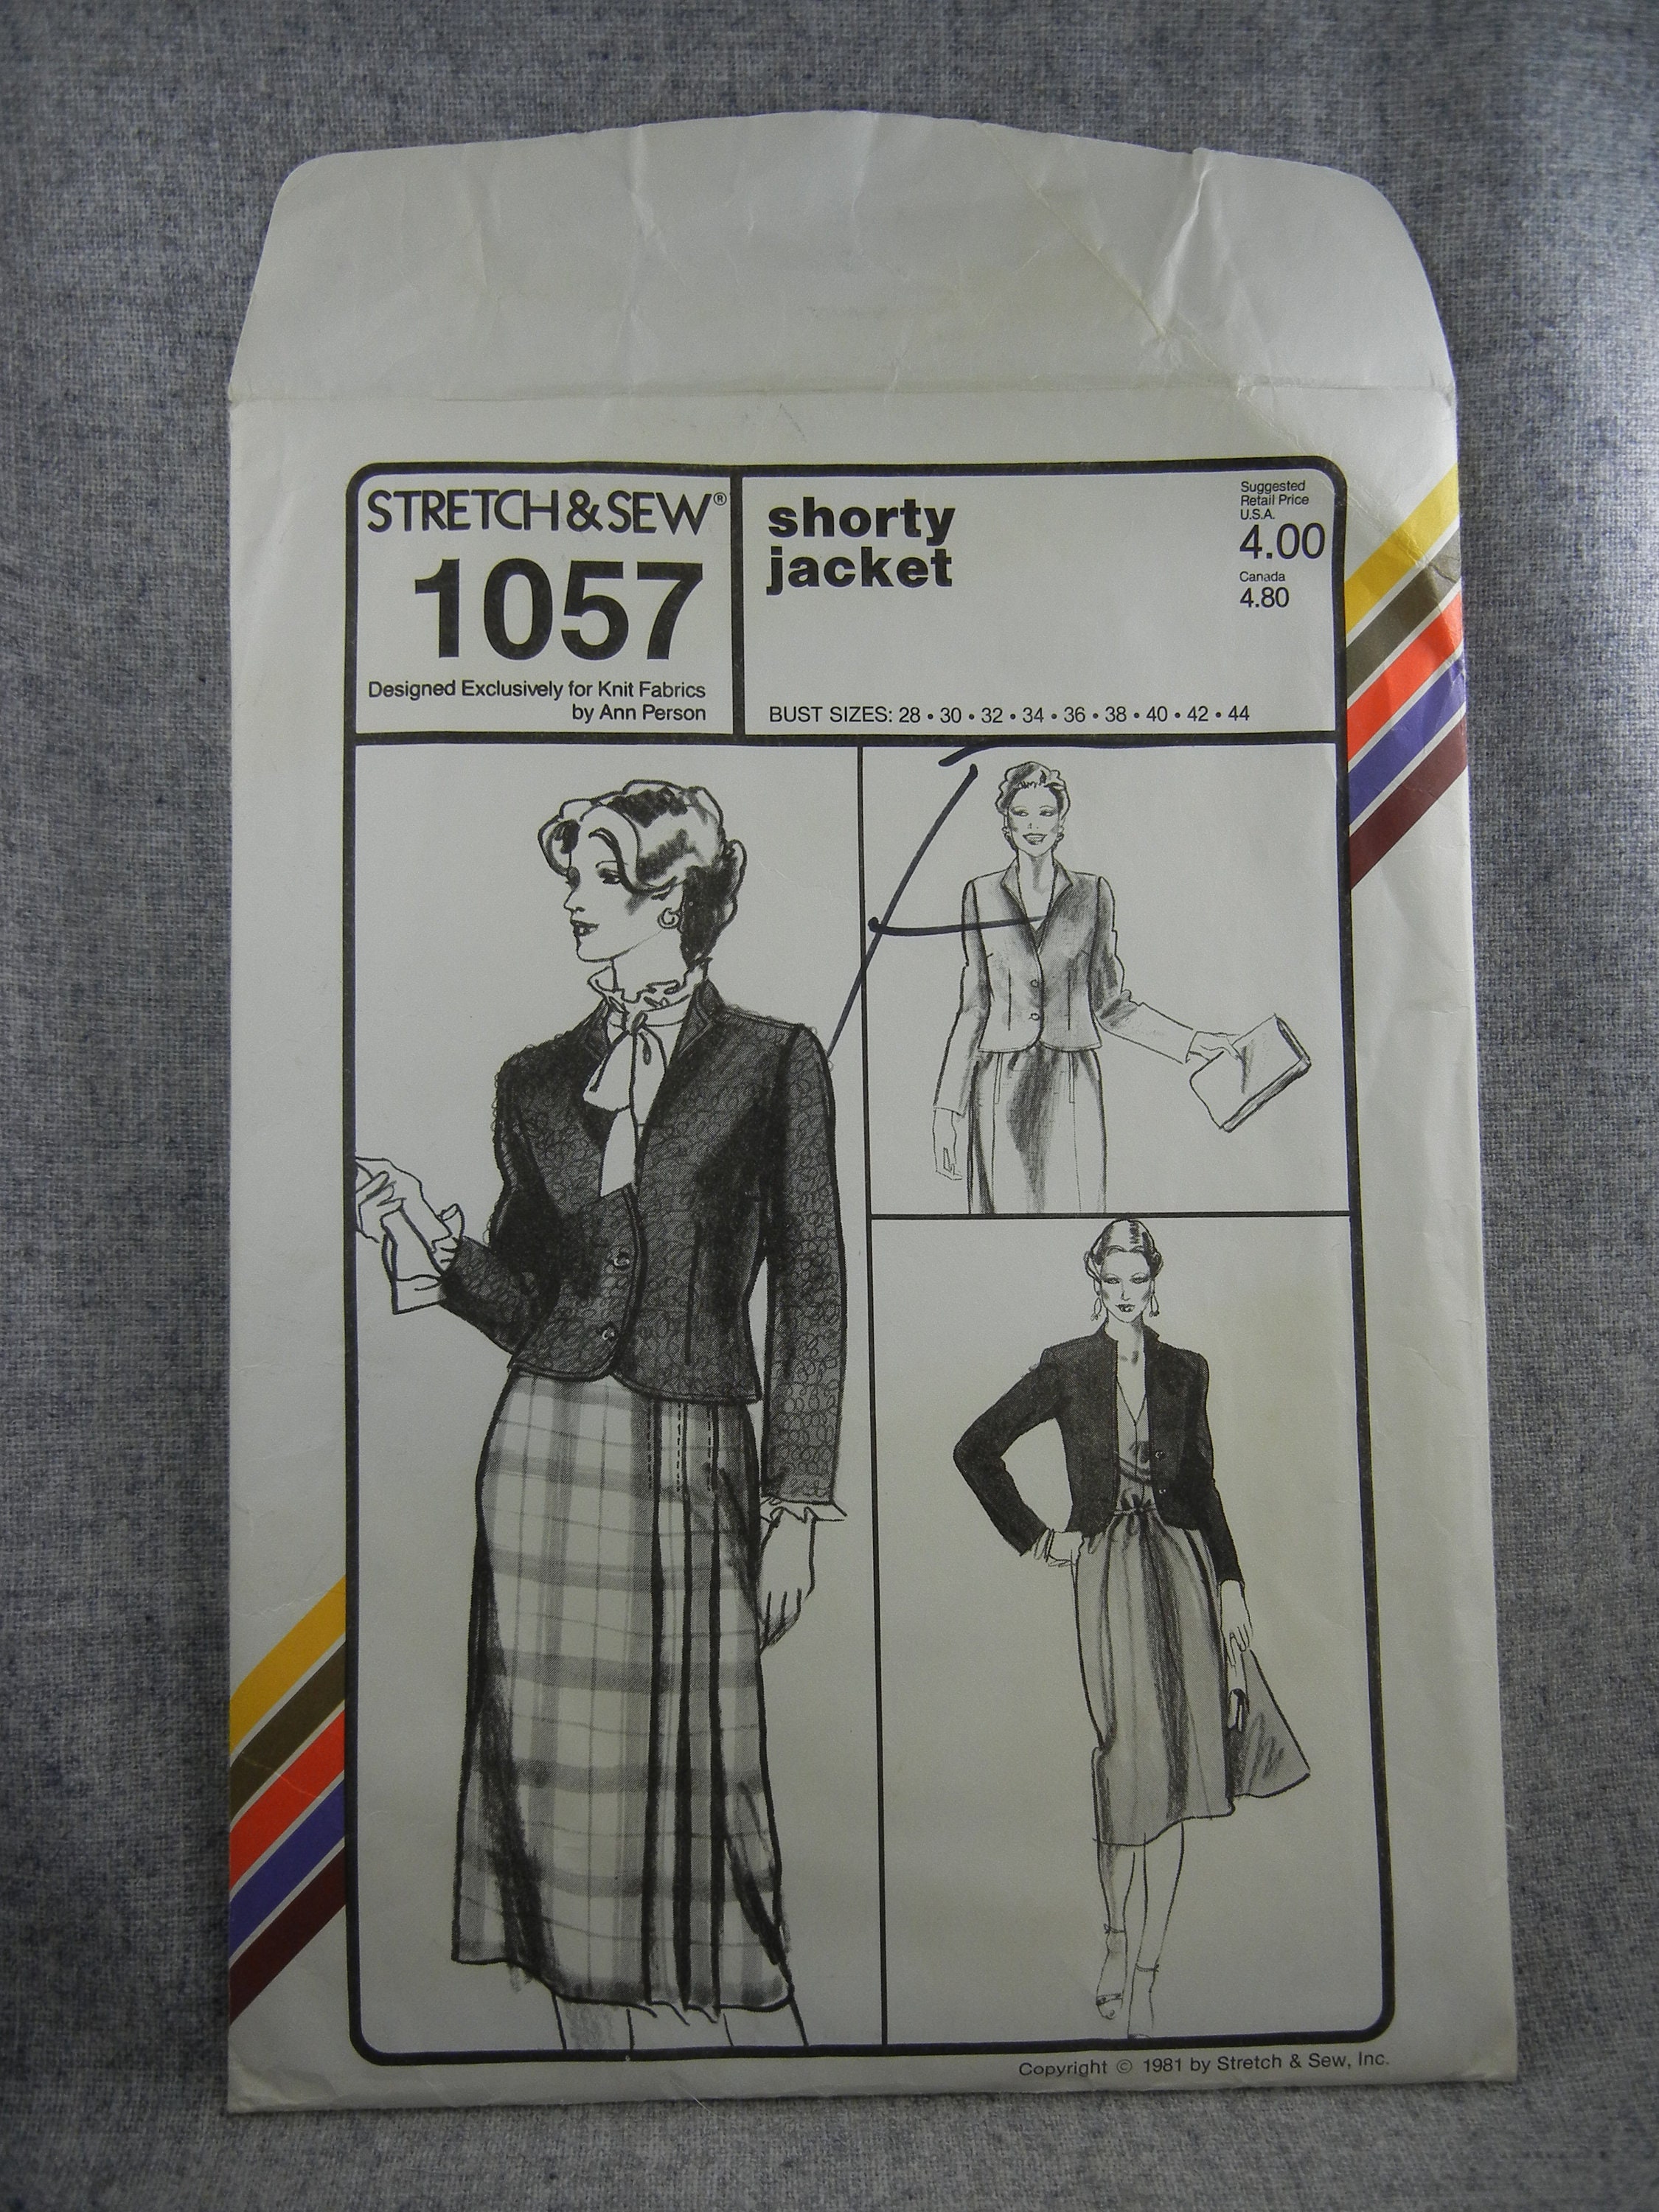 STRETCH&SEW®
1057
Designed Exclusively for Knit Fabrics
by Ann Person
shorty
jacket
Suggested
Retail Price
U.S.A.
4.00
Canada
4.80
BUST SIZES: 28 • 30 • 32 • 34 • 36 • 38 • 40 • 42 • 44
Copyright © 1981 by Stretch & Sew, Inc.